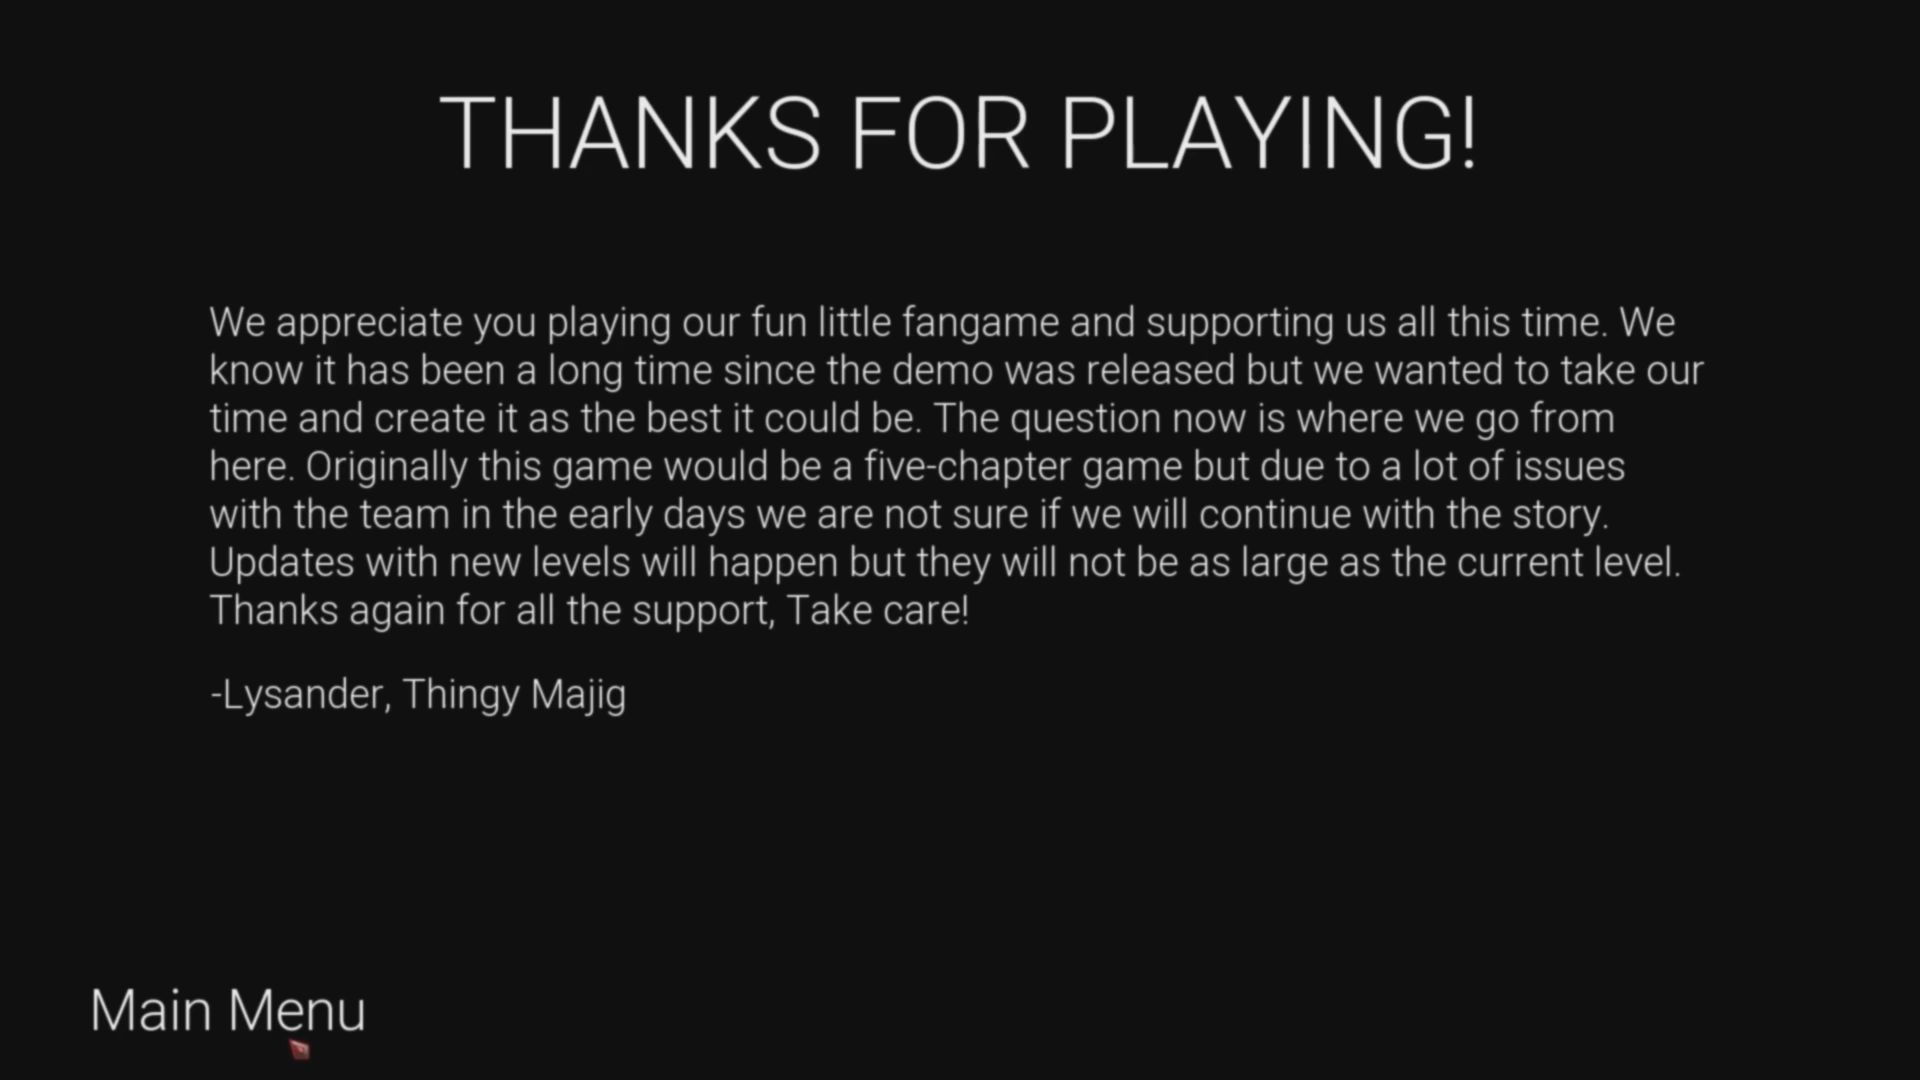 THANKS FOR PLAYING!
We appreciate you playing our fun little fangame and supporting us all this time. We
know it has been a long time since the demo was released but we wanted to take our
time and create it as the best it could be. The question now is where we go from
here. Originally this game would be a five-chapter game but due to a lot of issues
with the team in the early days we are not sure if we will continue with the story.
Updates with new levels will happen but they will not be as large as the current level.
Thanks again for all the support, Take care!
-Lysander, Thingy Majig
Main Menu